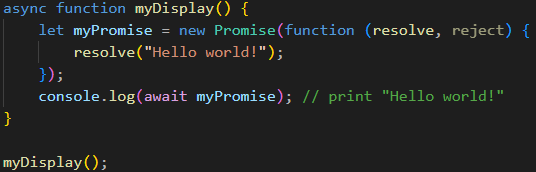 async function myDisplay() {
    let myPromise = new Promise(function (resolve, reject) {
        resolve("Hello world!");
    });
    console.log(await myPromise); // print "Hello world!"
}

myDisplay();